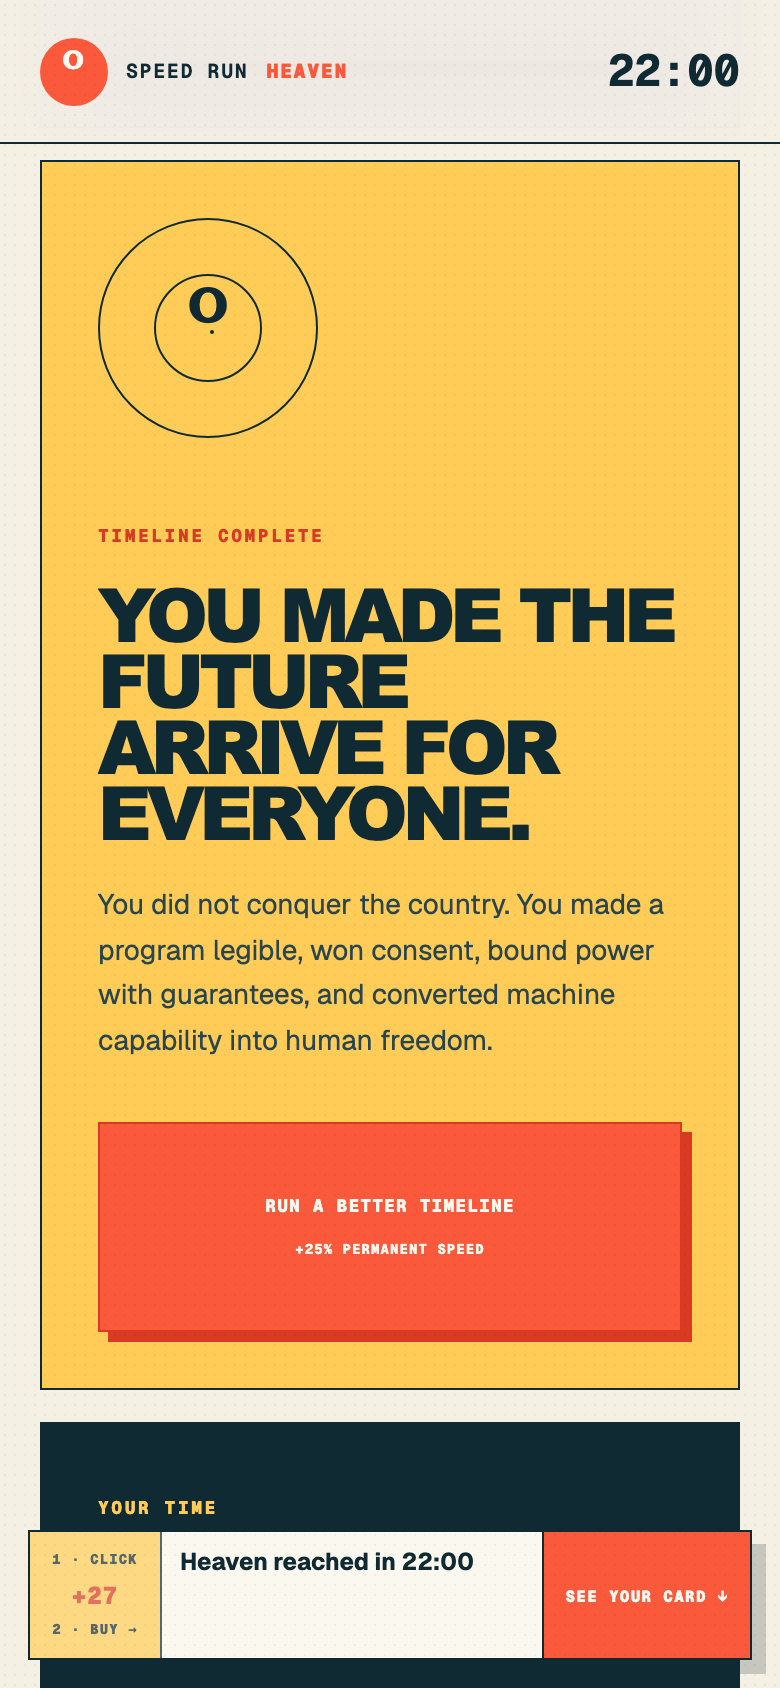 o
SPEED RUN HEAVEN
22:00
o
TIMELINE COMPLETE
YOU MADE THE
FUTURE
ARRIVE FOR
EVERYONE.
You did not conquer the country. You made a
program legible, won consent, bound power
with guarantees, and converted machine
capability into human freedom.
RUN A BETTER TIMELINE
+25% PERMANENT SPEED
YOUR TIME
1 · CLICK
+27
2 · BUY →
Heaven reached in 22:00
SEE YOUR CARD ↓